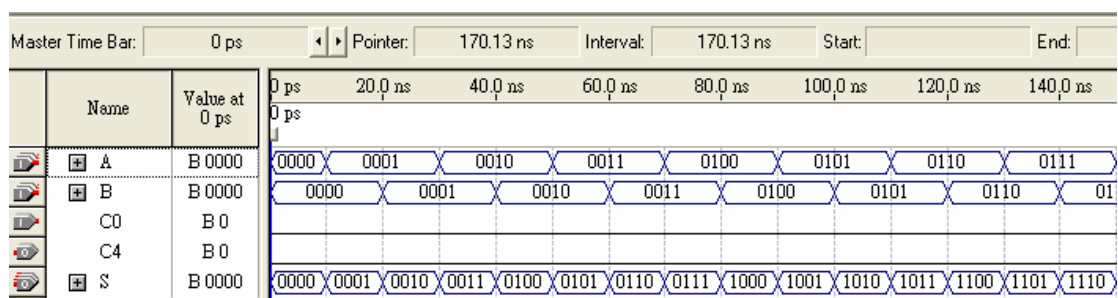 Master Time Bar: 0 ps Pointer: 170.13 ns Interval: 170.13 ns Start: End:
Name Value at 0 ps
0 ps 20.0 ns 40.0 ns 60.0 ns 80.0 ns 100.0 ns 120.0 ns 140.0 ns
0 ps
A B 0000 0000 0001 0010 0011 0100 0101 0110 0111
B B 0000 0000 0001 0010 0011 0100 0101 0110 01
C0 B 0
C4 B 0
S B 0000 0000 0001 0010 0011 0100 0101 0110 0111 1000 1001 1010 1011 1100 1101 1110